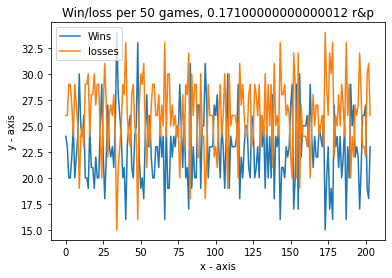 Win/loss per 50 games, 0.17100000000000012 r&p
Wins
losses
y - axis
32.5
30.0
27.5
25.0
22.5
20.0
17.5
15.0
0 25 50 75 100 125 150 175 200
x - axis